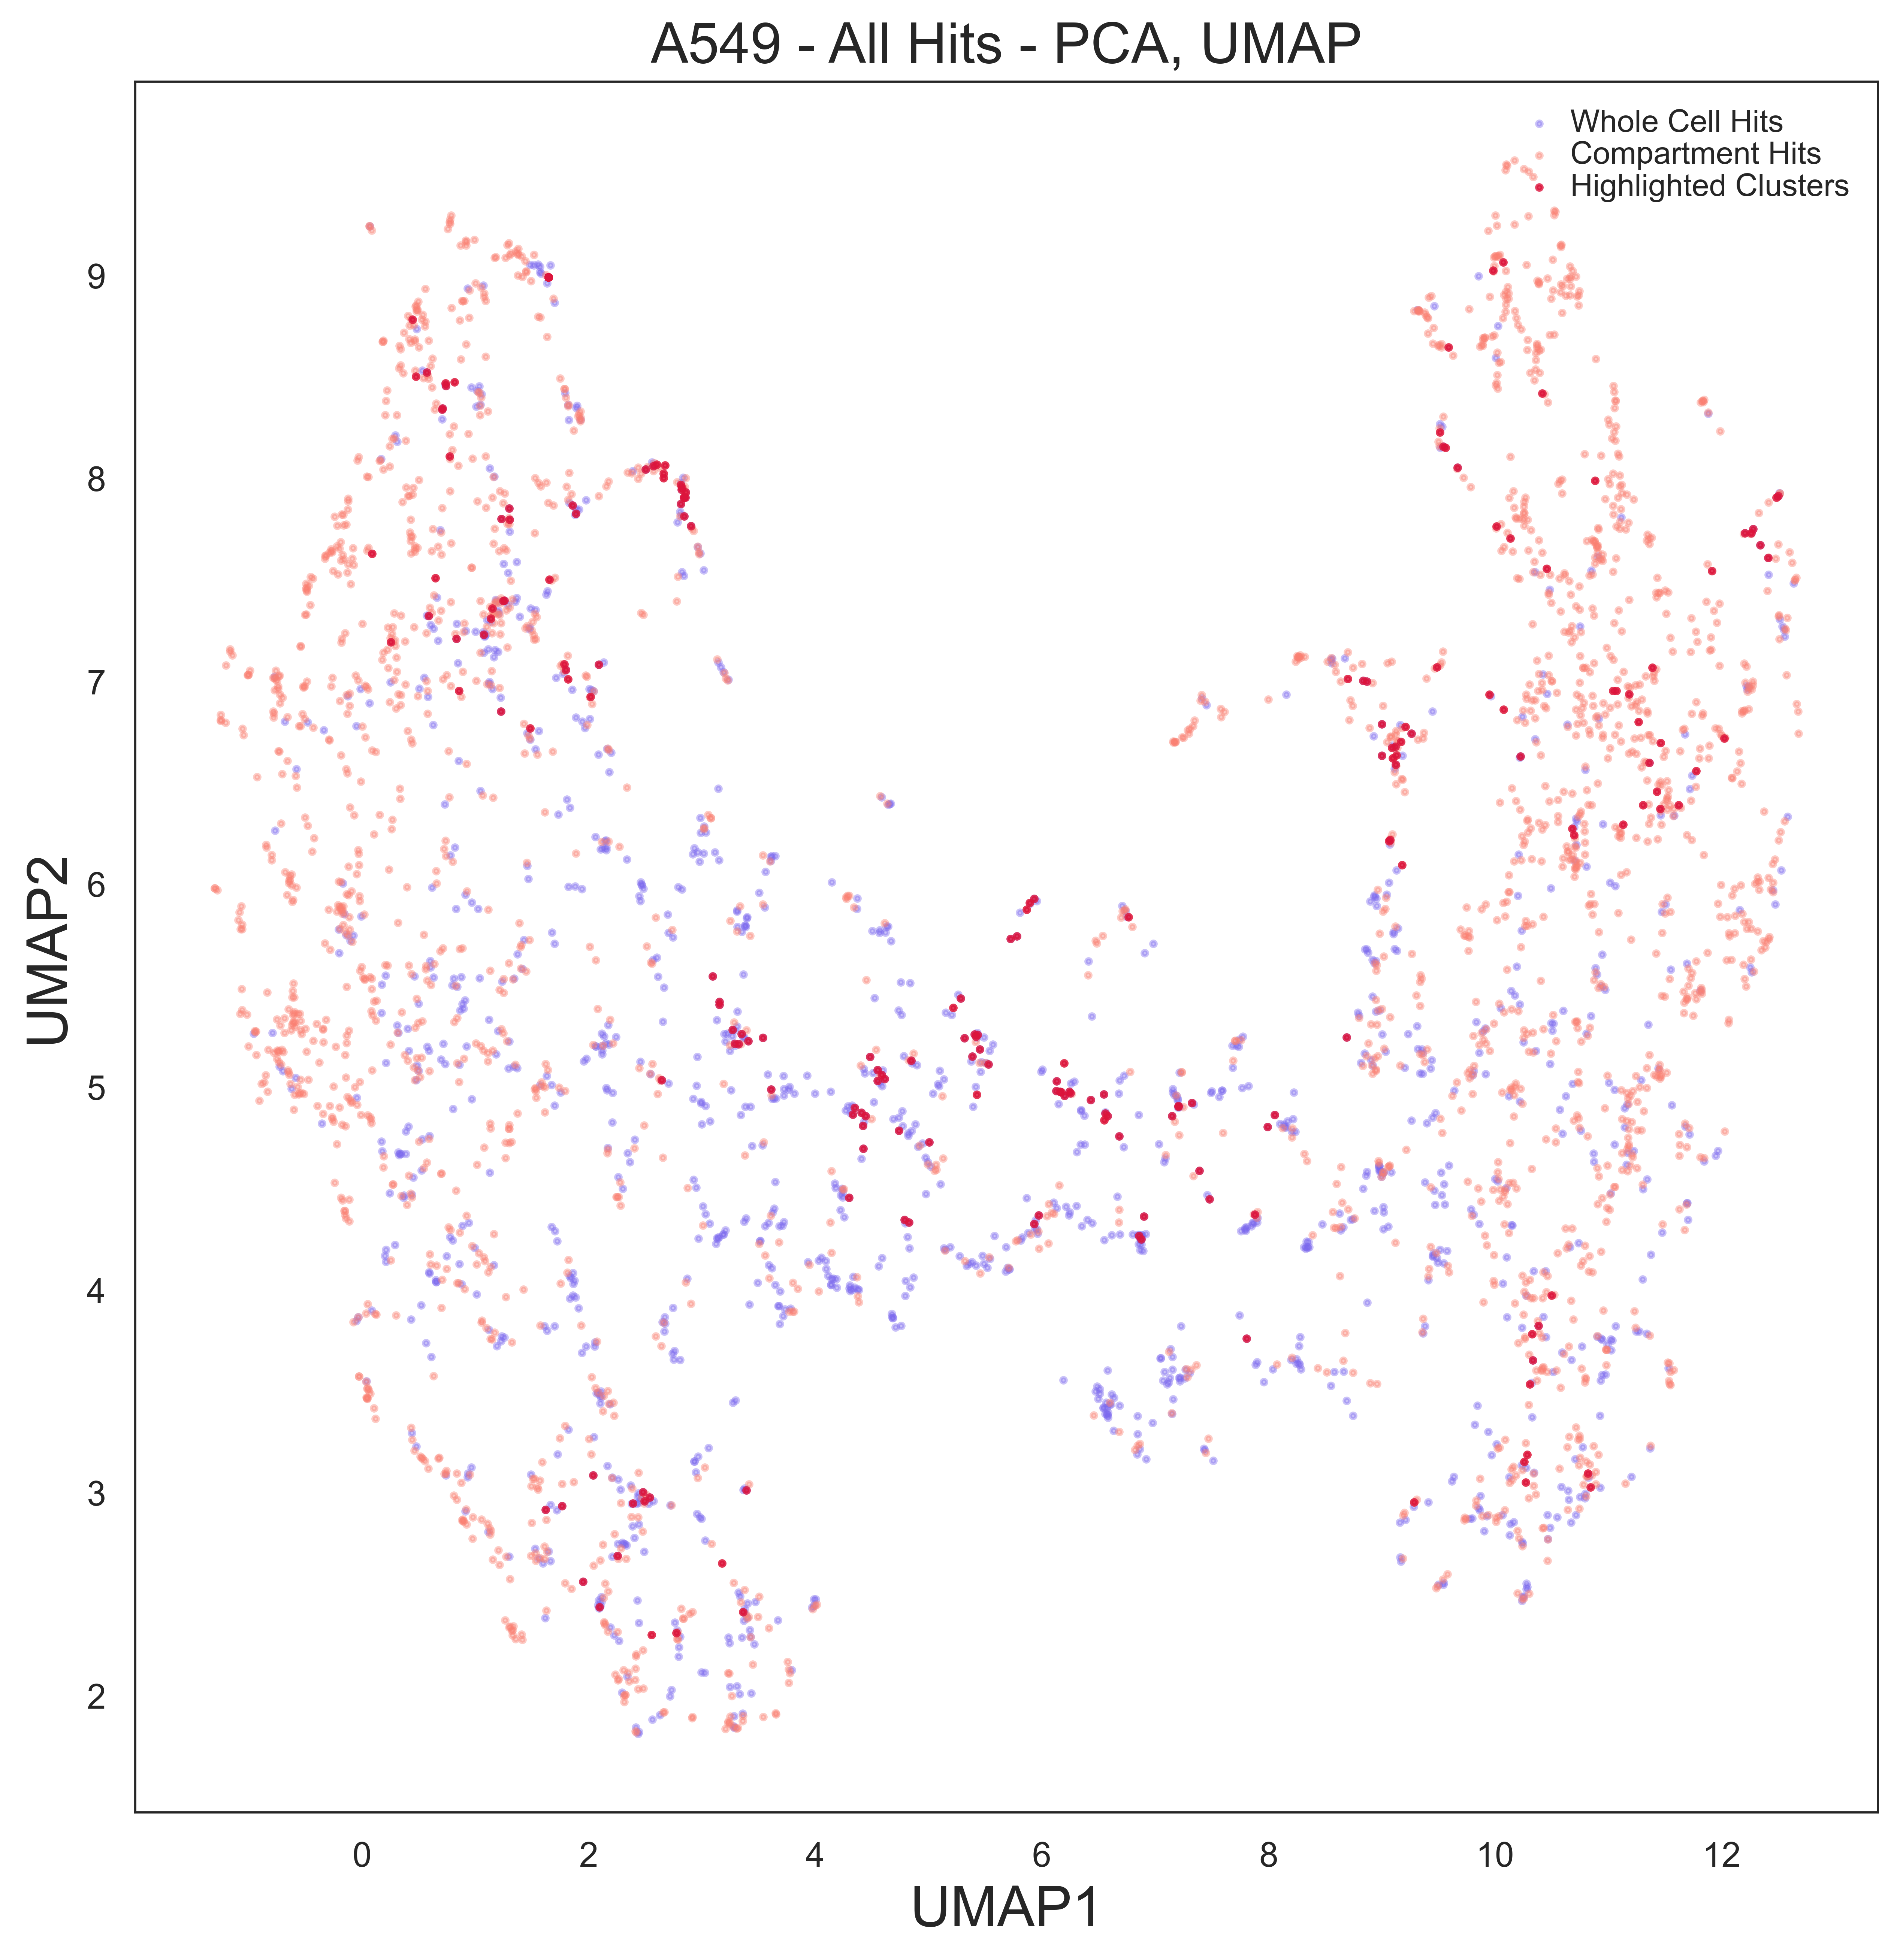 A549 - All Hits - PCA, UMAP
Whole Cell Hits
Compartment Hits
Highlighted Clusters
UMAP2
9
8
7
6
5
4
3
2
0 2 4 6 8 10 12
UMAP1